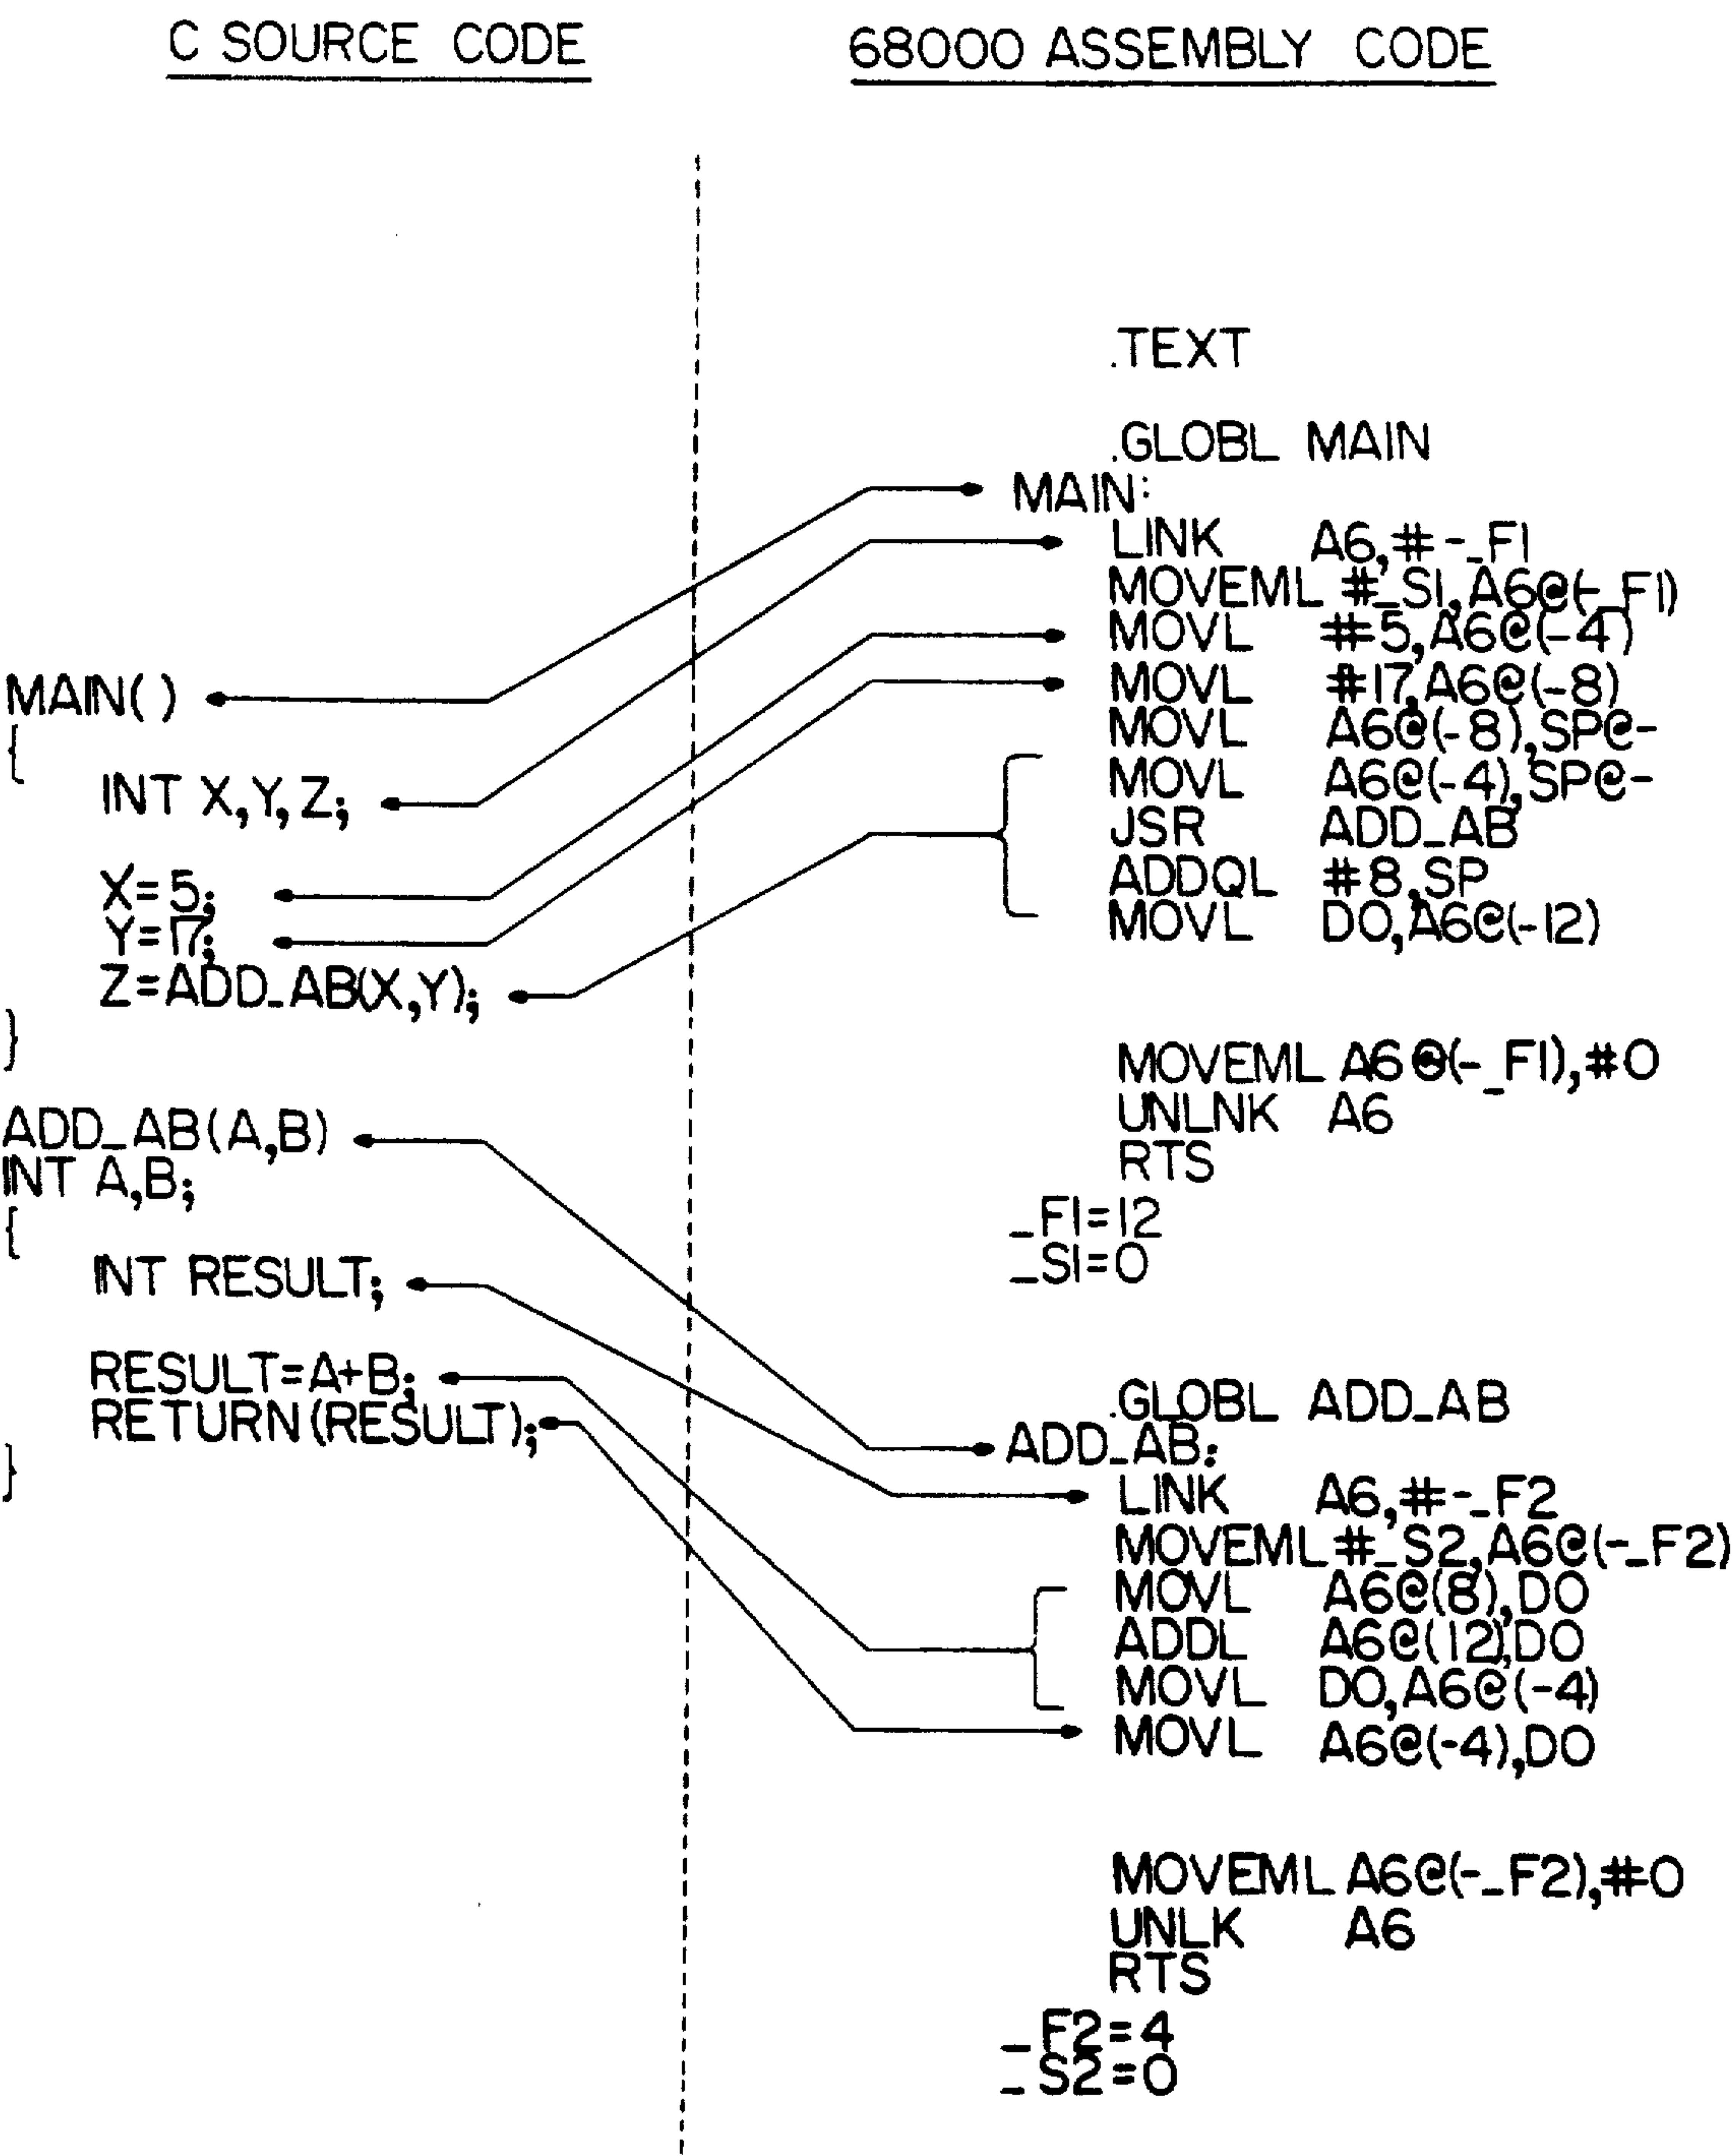 C SOURCE CODE
MAIN()
{
INT X,Y,Z;
X=5;
Y=17;
Z=ADD_AB(X,Y);
}
ADD_AB(A,B)
INT A,B;
{
INT RESULT;
RESULT=A+B;
RETURN(RESULT);
}
68000 ASSEMBLY CODE
.TEXT
.GLOBL MAIN
MAIN:
LINK A6,#-_F1
MOVEML #_S1,A6@(-_F1)
MOVL #5,A6@(-4)
MOVL #17,A6@(-8)
MOVL A6@(-8),SP@-
MOVL A6@(-4),SP@-
JSR ADD_AB
ADDQL #8,SP
MOVL D0,A6@(-12)
MOVEML A6@(-_F1),#0
UNLNK A6
RTS
_F1=12
_S1=0
.GLOBL ADD_AB
ADD_AB:
LINK A6,#-_F2
MOVEML #_S2,A6@(-_F2)
MOVL A6@(8),D0
ADDL A6@(12),D0
MOVL D0,A6@(-4)
MOVL A6@(-4),D0
MOVEML A6@(-_F2),#0
UNLK A6
RTS
_F2=4
_S2=0